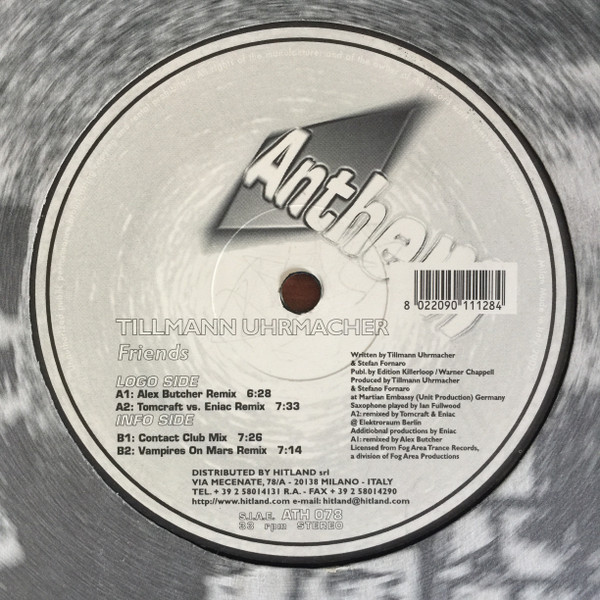 Anthem
8 022090 111284
TILLMANN UHRMACHER
Friends
LOGO SIDE
A1: Alex Butcher Remix 6:28
A2: Tomcraft vs. Eniac Remix 7:33
INFO SIDE
B1: Contact Club Mix 7:26
B2: Vampires On Mars Remix 7:14
Written by Tillmann Uhrmacher
& Stefan Fornaro
Publ. by Edition Killerloop / Warner Chappell
Produced by Tillmann Uhrmacher
& Stefano Fornaro
at Martian Embassy (Unit Production) Germany
Saxophone played by Ian Fullwood
A2: remixed by Tomcraft & Eniac
@ Elektroraum Berlin
Additional productions by Eniac
A1: remixed by Alex Butcher
Licensed from Fog Area Trance Records,
a division of Fog Area Productions
DISTRIBUTED BY HITLAND srl
VIA MECENATE, 78/A - 20138 MILANO - ITALY
TEL. + 39 2 58014131 R.A. - FAX + 39 2 58014290
http://www.hitland.com e-mail: hitland@hitland.com
S.I.A.E. ATH 078
33 rpm STEREO